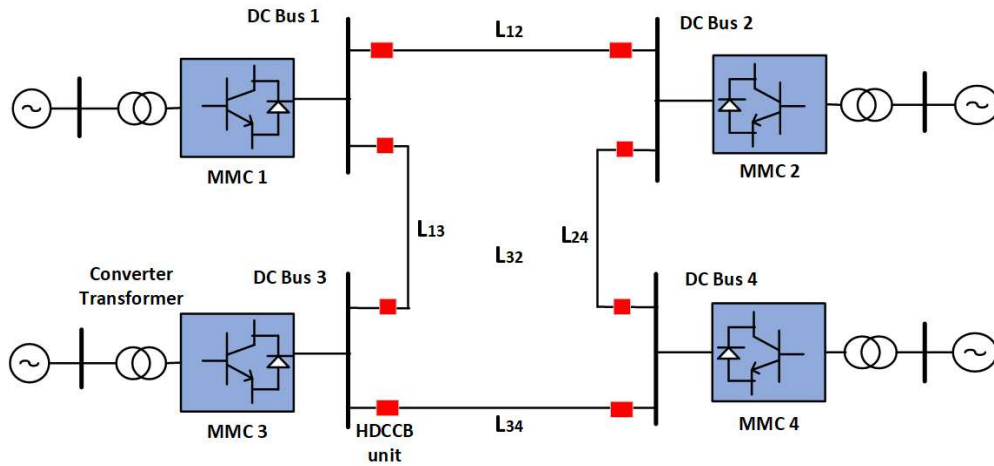 DC Bus 1
L12
DC Bus 2
MMC 1
MMC 2
L13
L32
L24
Converter
Transformer
DC Bus 3
DC Bus 4
MMC 3
HDCCB
unit
L34
MMC 4